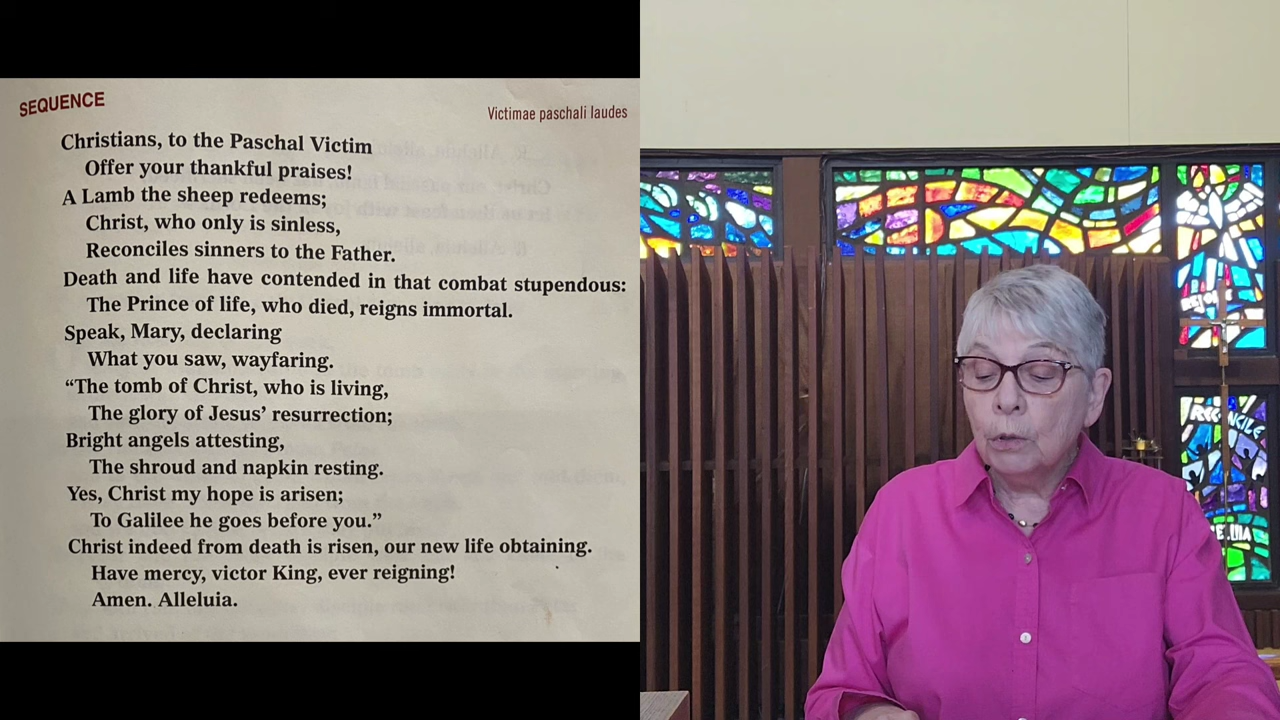 SEQUENCE
Victimae paschali laudes
Christians, to the Paschal Victim
Offer your thankful praises!
A Lamb the sheep redeems;
Christ, who only is sinless,
Reconciles sinners to the Father.
Death and life have contended in that combat stupendous:
The Prince of life, who died, reigns immortal.
Speak, Mary, declaring
What you saw, wayfaring.
“The tomb of Christ, who is living,
The glory of Jesus’ resurrection;
Bright angels attesting,
The shroud and napkin resting.
Yes, Christ my hope is arisen;
To Galilee he goes before you.”
Christ indeed from death is risen, our new life obtaining.
Have mercy, victor King, ever reigning!
Amen. Alleluia.
RECONCILE